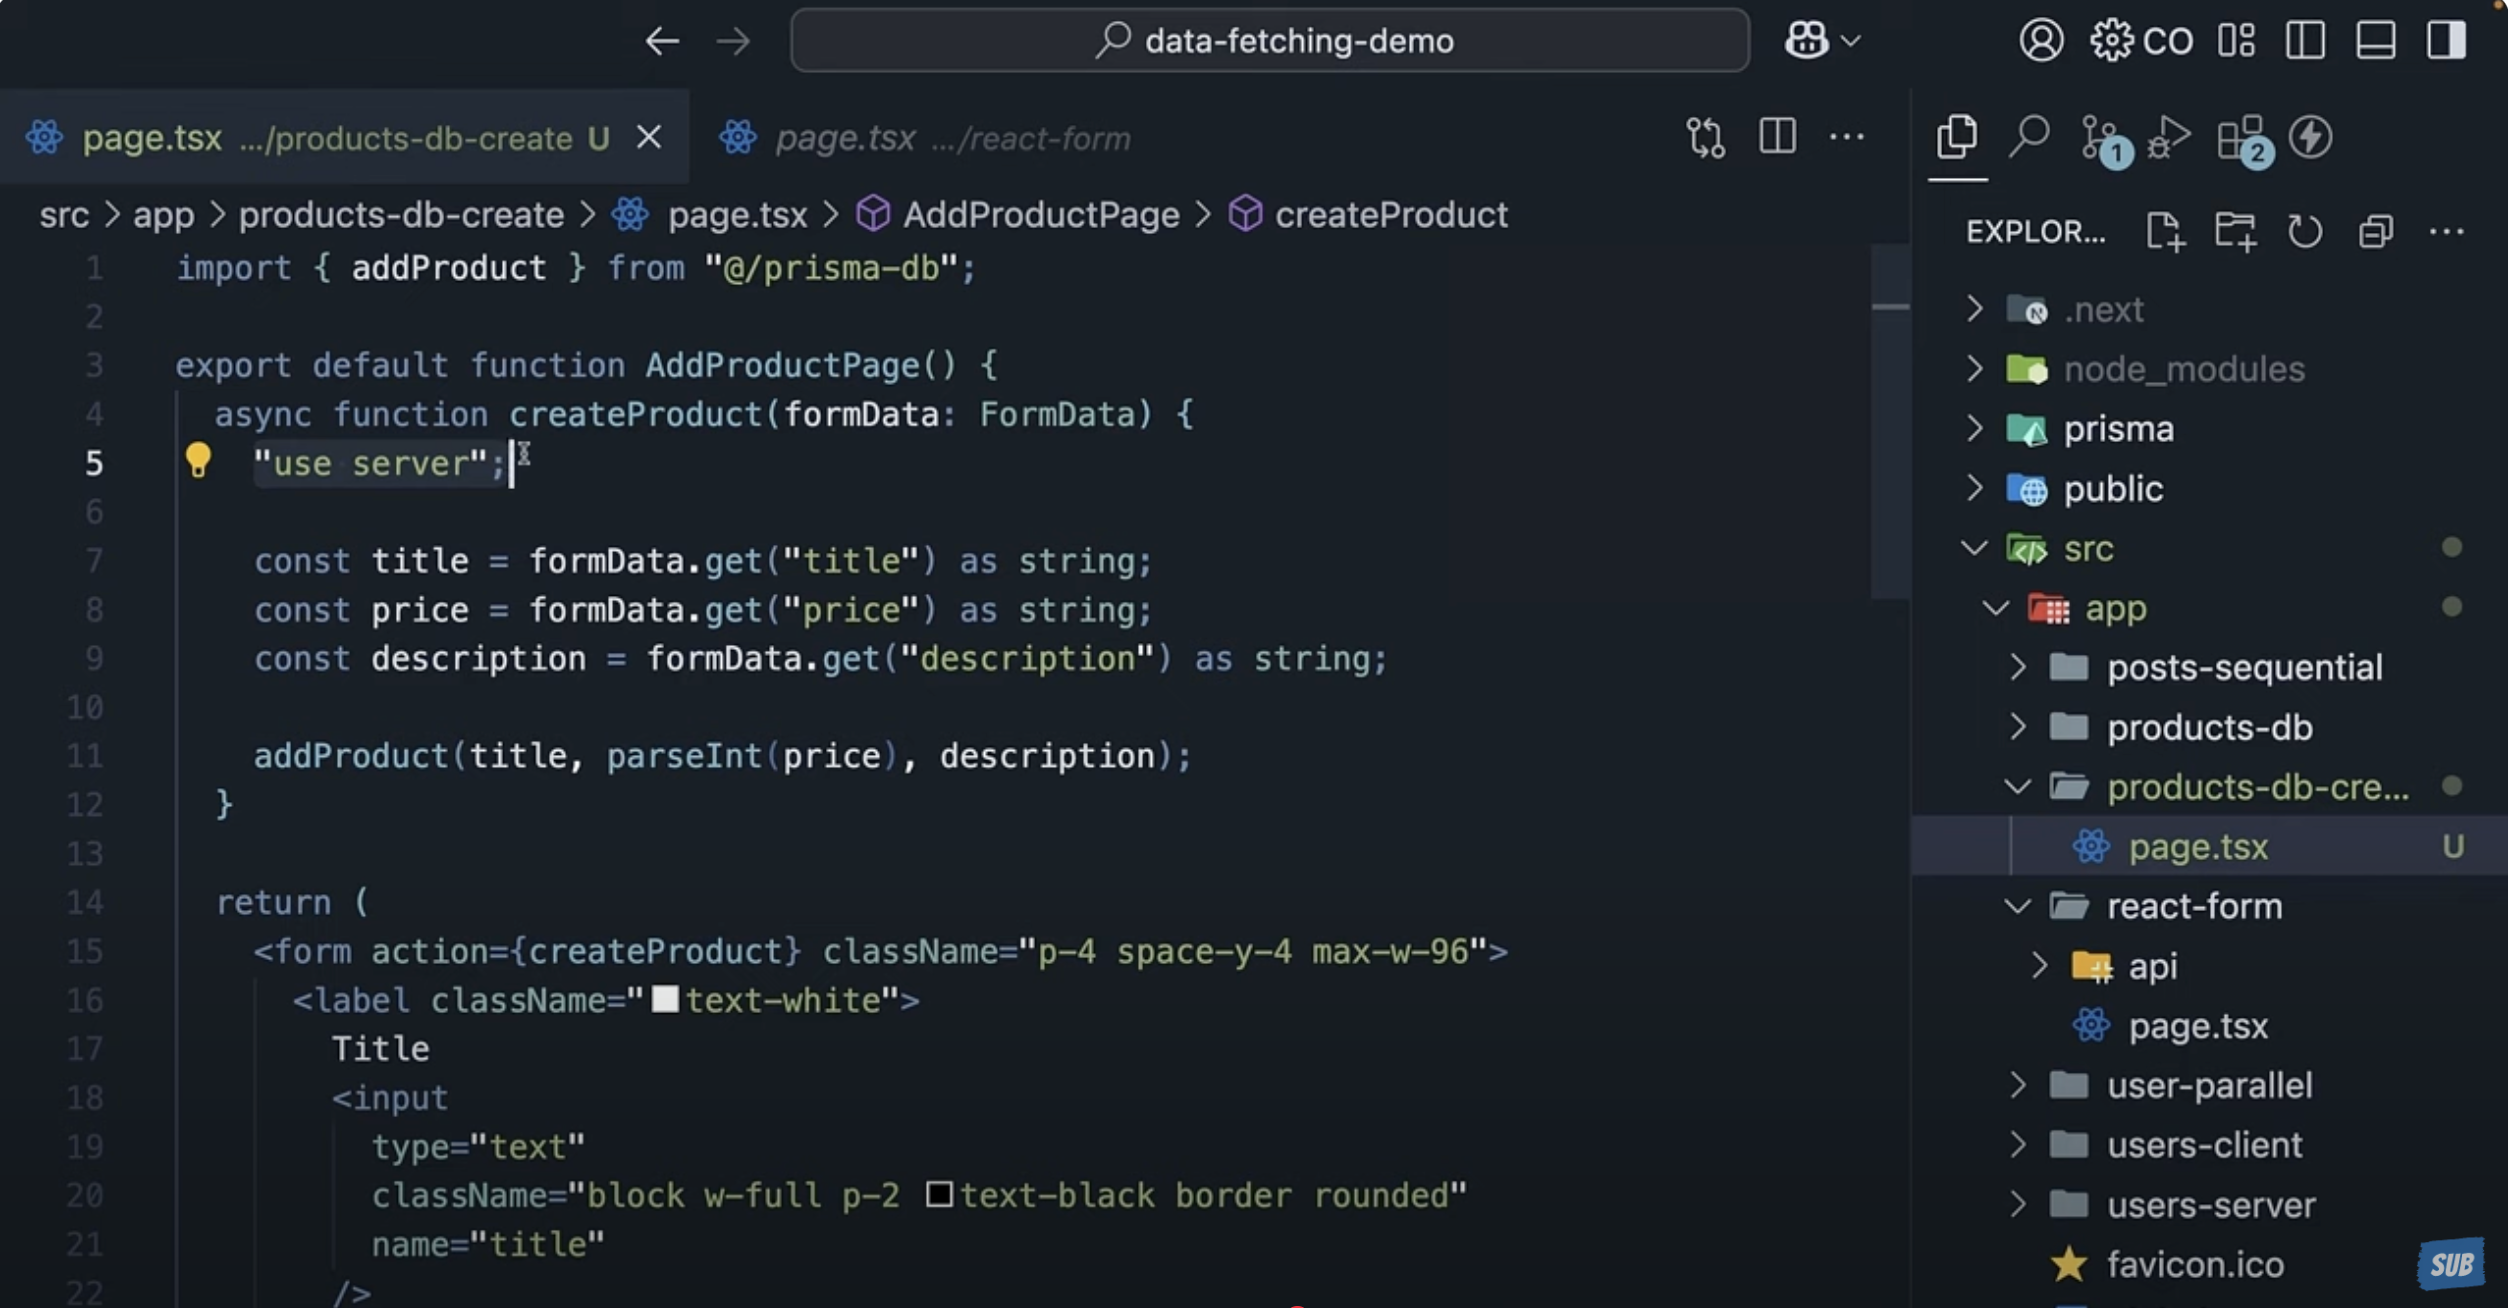 data-fetching-demo
CO
page.tsx .../products-db-create U
page.tsx .../react-form
1
2
src > app > products-db-create > page.tsx > AddProductPage > createProduct
EXPLOR...
1 import { addProduct } from "@/prisma-db";
2
3 export default function AddProductPage() {
4 async function createProduct(formData: FormData) {
5 "use server";
6
7 const title = formData.get("title") as string;
8 const price = formData.get("price") as string;
9 const description = formData.get("description") as string;
10
11 addProduct(title, parseInt(price), description);
12 }
13
14 return (
15 <form action={createProduct} className="p-4 space-y-4 max-w-96">
16 <label className="text-white">
17 Title
18 <input
19 type="text"
20 className="block w-full p-2 text-black border rounded"
21 name="title"
22 />
.next
node_modules
prisma
public
src
app
posts-sequential
products-db
products-db-cre...
page.tsx U
react-form
api
page.tsx
user-parallel
users-client
users-server
favicon.ico
SUB